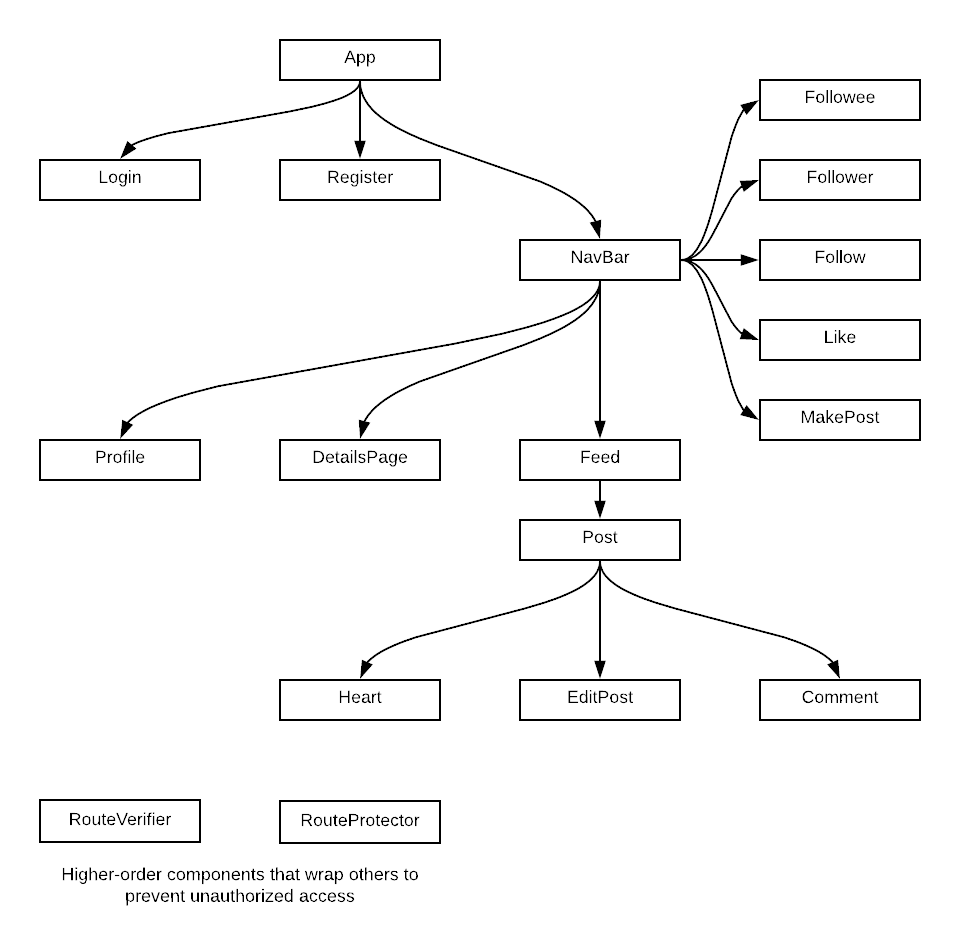 App
Followee
Login
Register
Follower
NavBar
Follow
Like
MakePost
Profile
DetailsPage
Feed
Post
Heart
EditPost
Comment
RouteVerifier
RouteProtector
Higher-order components that wrap others to
prevent unauthorized access